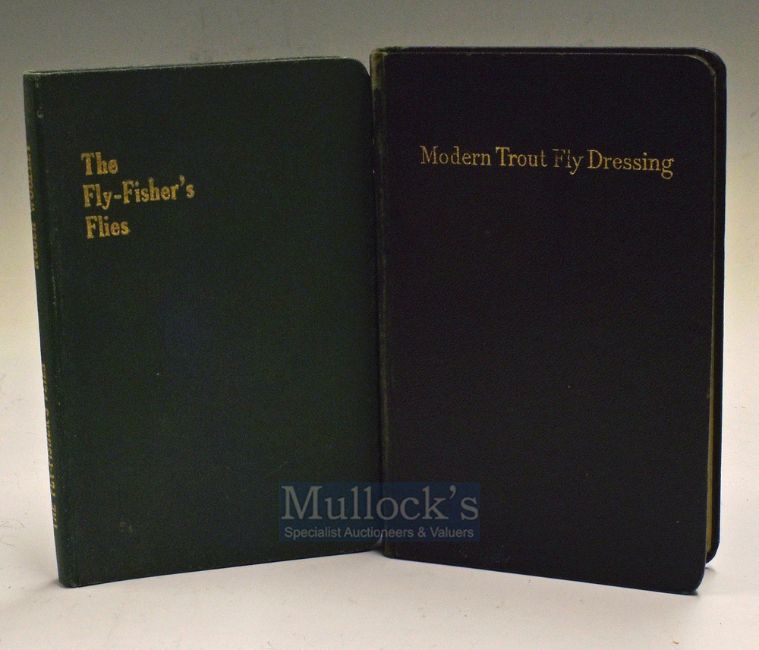 The
Fly-Fisher's
Flies
Modern Trout Fly Dressing
Mullock's
Specialist Auctioneers & Valuers